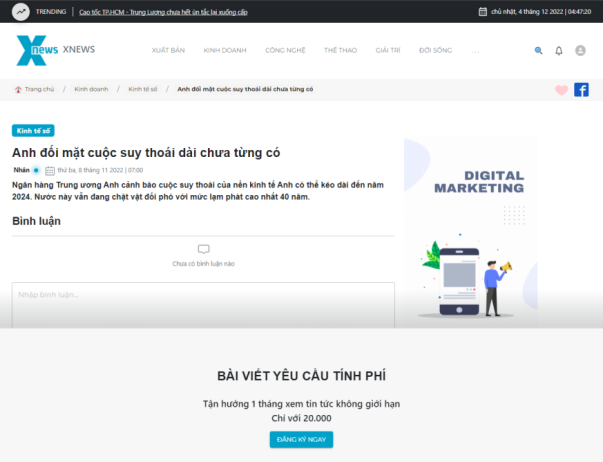 TRENDING
Cao tốc TP.HCM - Trung Lương chưa hết ùn tắc lại xuống cấp
chủ nhật, 4 tháng 12 2022 | 04:47:20
Xnews XNEWS
XUẤT BẢN
KINH DOANH
CÔNG NGHỆ
THỂ THAO
GIẢI TRÍ
ĐỜI SỐNG
...
Trang chủ / Kinh doanh / Kinh tế số / Anh đối mặt cuộc suy thoái dài chưa từng có
Kinh tế số
Anh đối mặt cuộc suy thoái dài chưa từng có
Nhân
thứ ba, 8 tháng 11 2022 | 07:00
Ngân hàng Trung ương Anh cảnh báo cuộc suy thoái của nền kinh tế Anh có thể kéo dài đến năm
2024. Nước này vẫn đang chật vật đối phó với mức lạm phát cao nhất 40 năm.
Bình luận
Chưa có bình luận nào
Nhập bình luận...
DIGITAL
MARKETING
BÀI VIẾT YÊU CẦU TÍNH PHÍ
Tận hưởng 1 tháng xem tin tức không giới hạn
Chỉ với 20.000
ĐĂNG KÝ NGAY